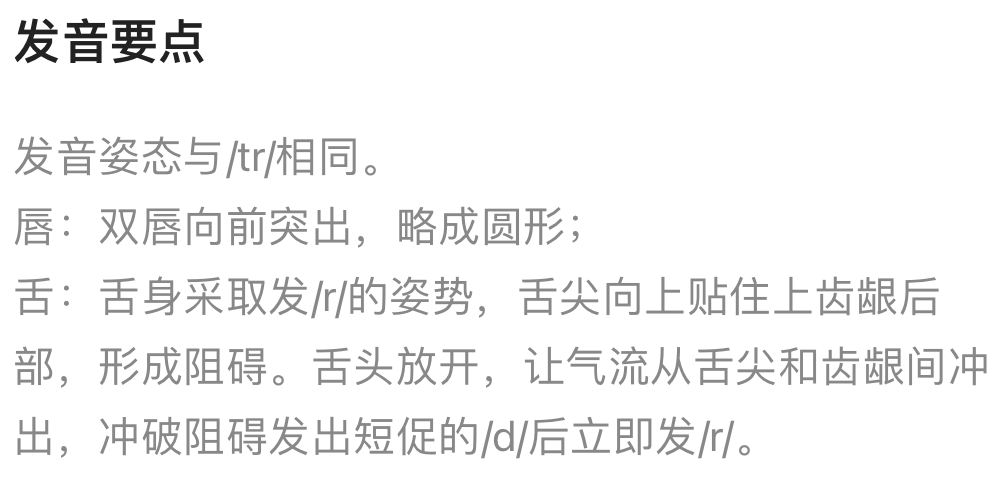 发音要点
发音姿态与/tr/相同。
唇：双唇向前突出，略成圆形；
舌：舌身采取发/r/的姿势，舌尖向上贴住上齿龈后
部，形成阻碍。舌头放开，让气流从舌尖和齿龈间冲
出，冲破阻碍发出短促的/d/后立即发/r/。